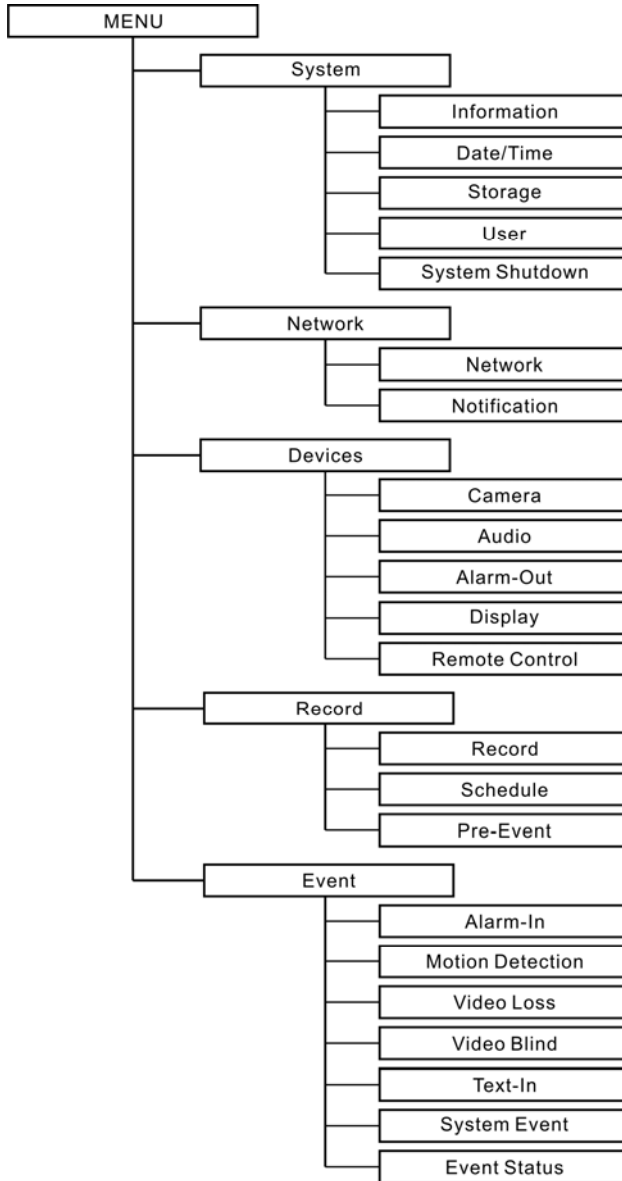 MENU
System
Information
Date/Time
Storage
User
System Shutdown
Network
Network
Notification
Devices
Camera
Audio
Alarm-Out
Display
Remote Control
Record
Record
Schedule
Pre-Event
Event
Alarm-In
Motion Detection
Video Loss
Video Blind
Text-In
System Event
Event Status